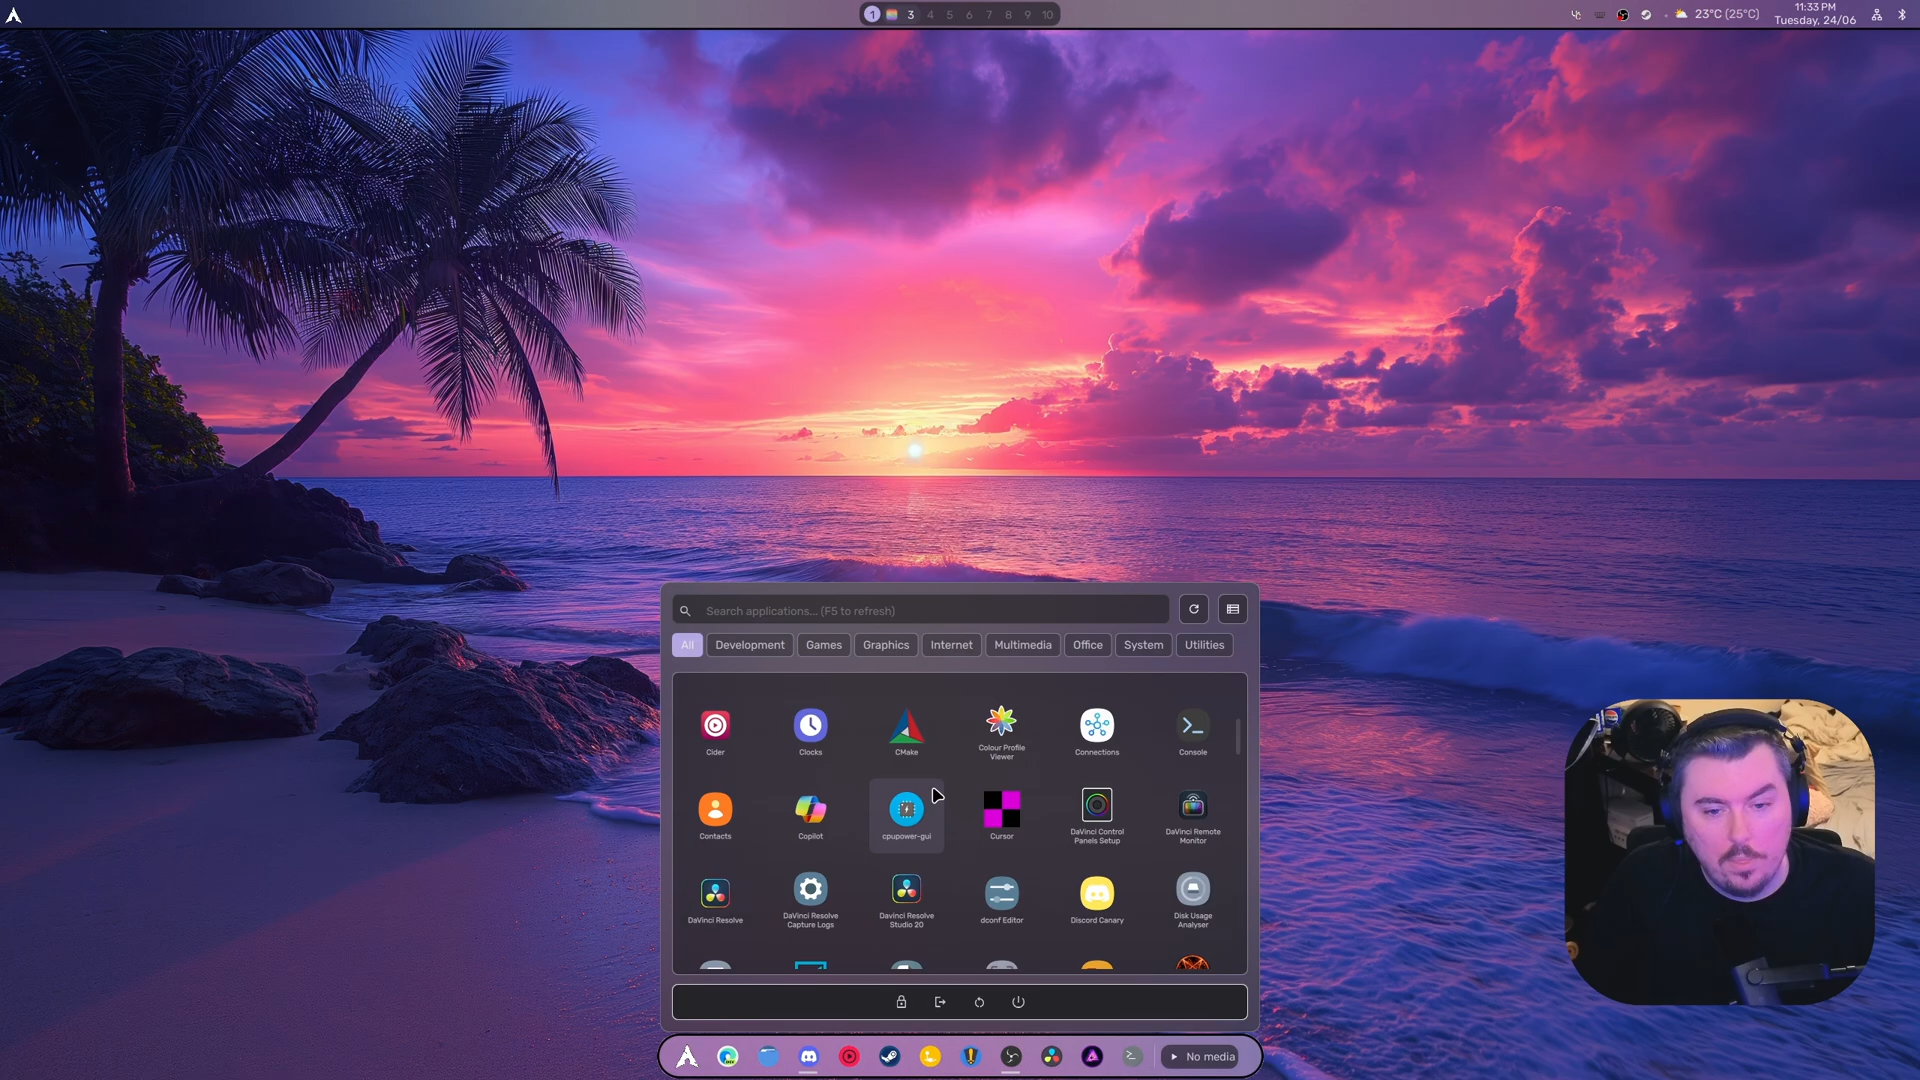 1 3 4 5 6 7 8 9 10
23°C (25°C)
11:33 PM
Tuesday, 24/06
Search applications... (F5 to refresh)
All Development Games Graphics Internet Multimedia Office System Utilities
Cider Clocks CMake Colour Profile Viewer Connections Console
Contacts Copilot cpupower-gui Cursor DaVinci Control Panels Setup DaVinci Remote Monitor
DaVinci Resolve DaVinci Resolve Capture Logs Davinci Resolve Studio 20 dconf Editor Discord Canary Disk Usage Analyser
No media